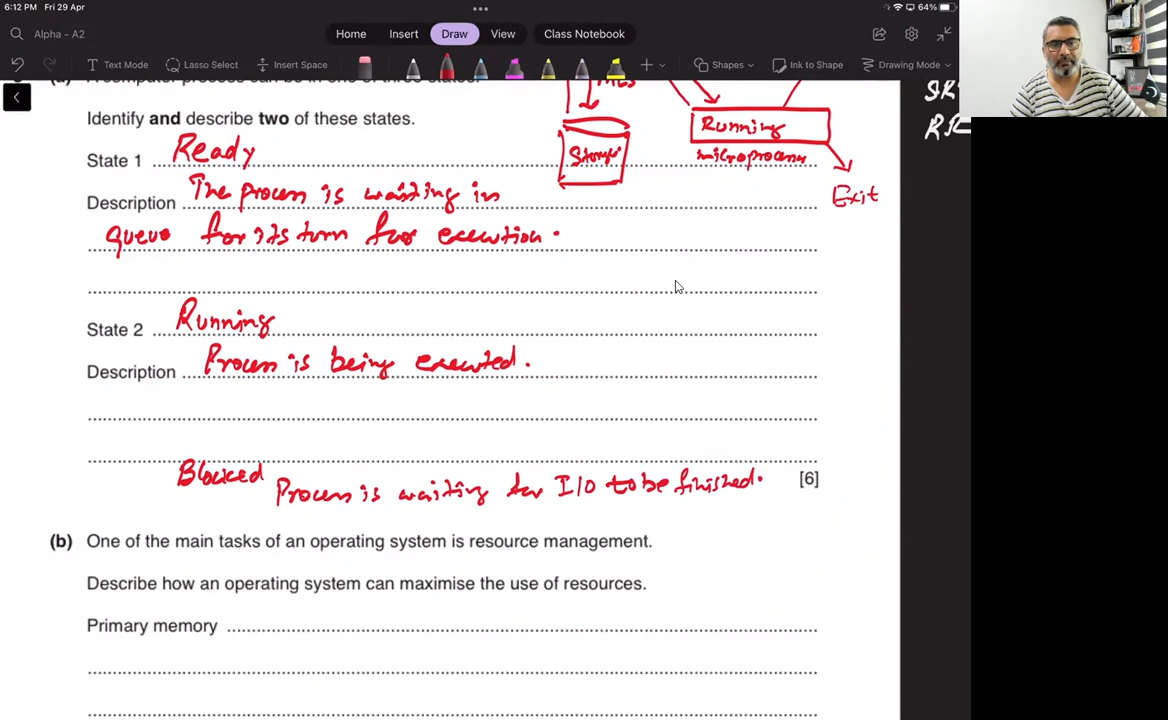 6:12 PM Fri 29 Apr
64%
Alpha - A2
Home Insert Draw View Class Notebook
Text Mode Lasso Select Insert Space Shapes Ink to Shape Drawing Mode
Identify and describe two of these states.
Running
microprocessor
Storage
Exit
State 1 Ready
Description The process is waiting in
queue for its turn for execution.
State 2 Running
Description Process is being executed.
Blocked Process is waiting for I/O to be finished.
[6]
(b) One of the main tasks of an operating system is resource management.
Describe how an operating system can maximise the use of resources.
Primary memory